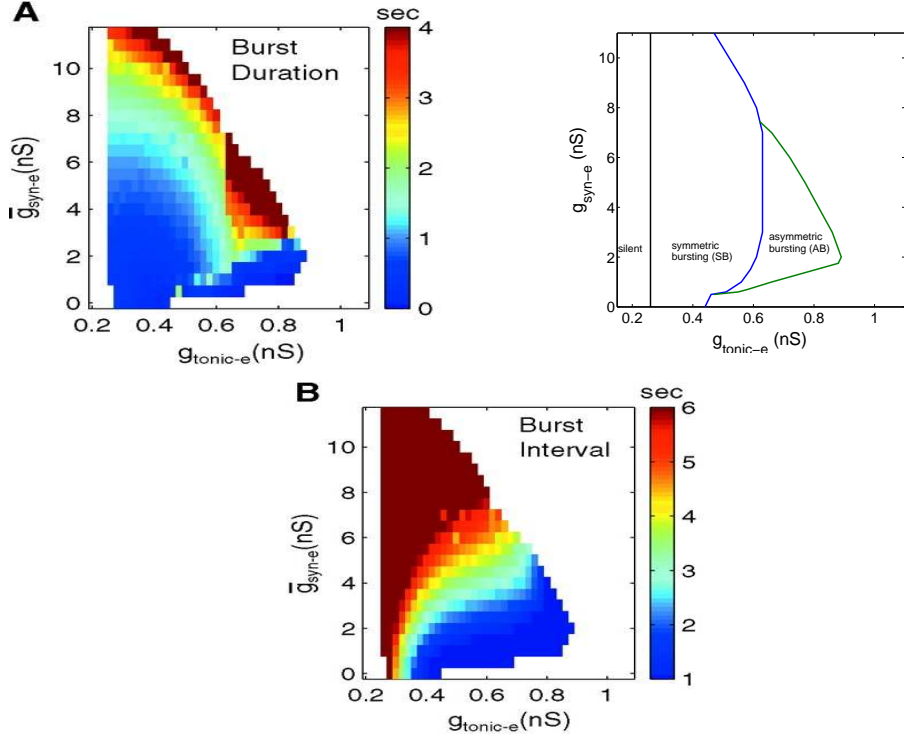 A
Burst
Duration
sec
4
3
2
1
0
10
8
6
4
2
0
g̅syn-e(nS)
0.2 0.4 0.6 0.8 1
gtonic-e(nS)
10
8
6
4
2
0
gsyn−e (nS)
silent
symmetric
bursting (SB)
asymmetric
bursting (AB)
0.2 0.4 0.6 0.8 1
gtonic−e (nS)
B
Burst
Interval
sec
6
5
4
3
2
1
10
8
6
4
2
0
g̅syn-e(nS)
0.2 0.4 0.6 0.8 1
gtonic-e(nS)